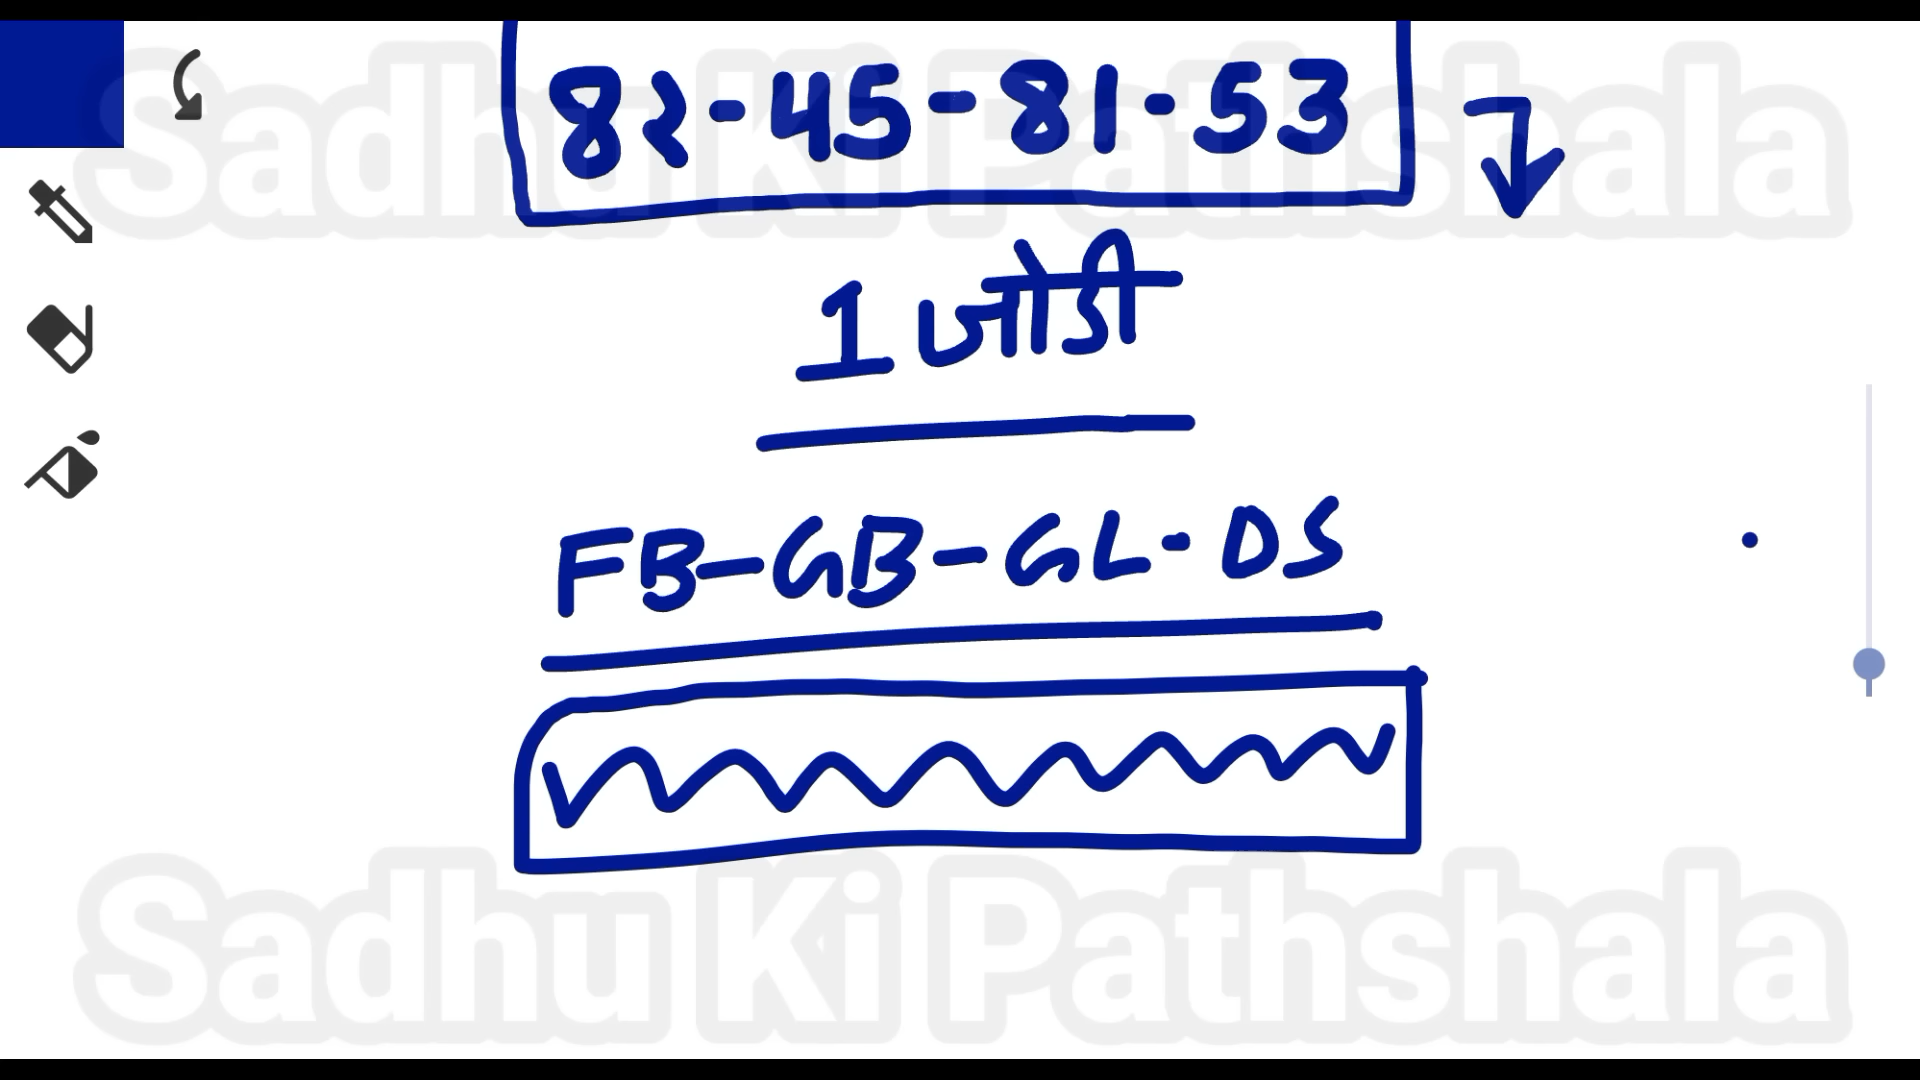 Sadhu Ki Pathshala
82-45-81-53
1 जोडी
FB-GB-GL-DS
Sadhu Ki Pathshala